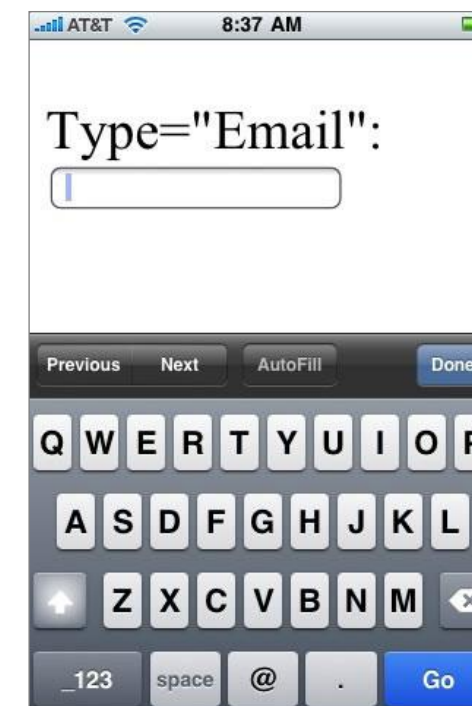 AT&T 8:37 AM
Type="Email":
Previous Next AutoFill Done
Q W E R T Y U I O P
A S D F G H J K L
Z X C V B N M
_123 space @ . Go